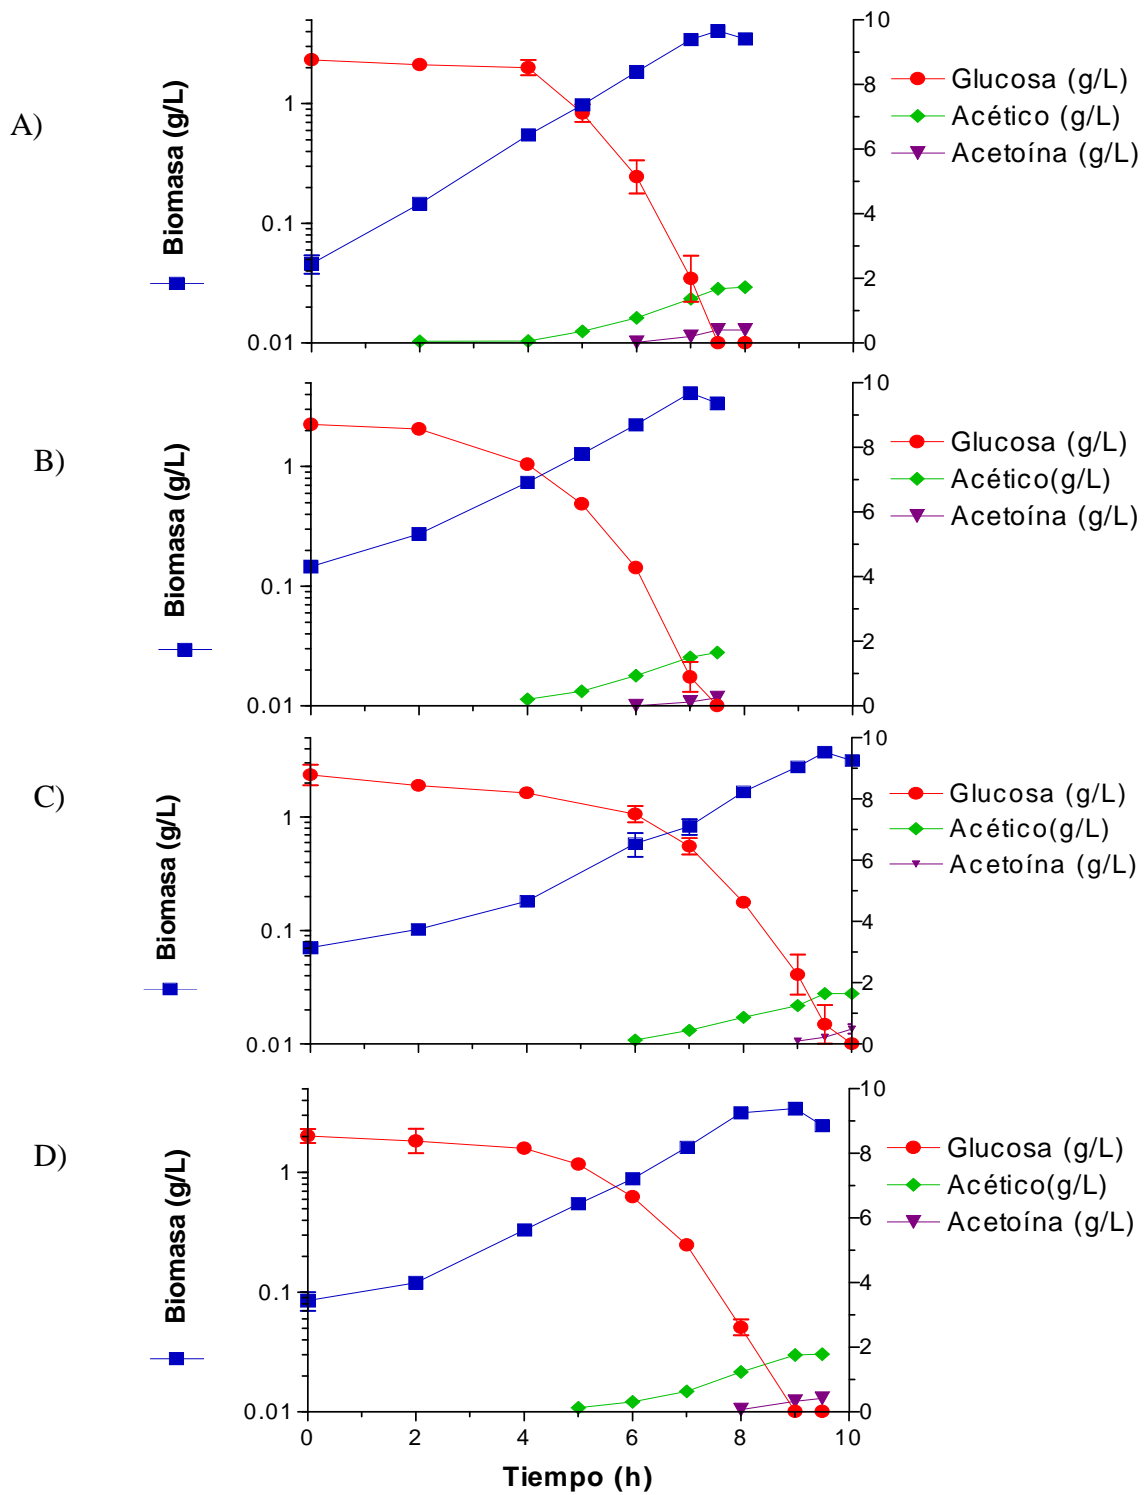 A)
Biomasa (g/L)
1
0.1
0.01
10
8
6
4
2
0
Glucosa (g/L)
Acético (g/L)
Acetoína (g/L)
B)
Biomasa (g/L)
1
0.1
0.01
10
8
6
4
2
0
Glucosa (g/L)
Acético(g/L)
Acetoína (g/L)
C)
Biomasa (g/L)
1
0.1
0.01
10
8
6
4
2
0
Glucosa (g/L)
Acético(g/L)
Acetoína (g/L)
D)
Biomasa (g/L)
1
0.1
0.01
10
8
6
4
2
0
Glucosa (g/L)
Acético(g/L)
Acetoína (g/L)
0 2 4 6 8 10
Tiempo (h)